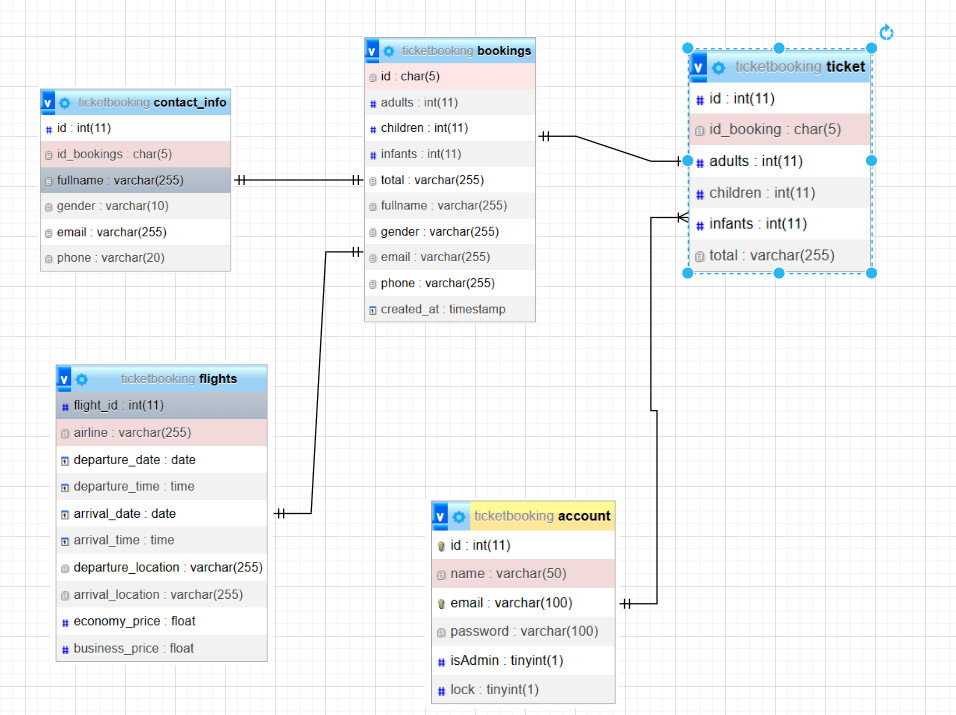 ticketbooking contact_info
id : int(11)
id_bookings : char(5)
fullname : varchar(255)
gender : varchar(10)
email : varchar(255)
phone : varchar(20)
ticketbooking bookings
id : char(5)
adults : int(11)
children : int(11)
infants : int(11)
total : varchar(255)
fullname : varchar(255)
gender : varchar(255)
email : varchar(255)
phone : varchar(255)
created_at : timestamp
ticketbooking ticket
id : int(11)
id_booking : char(5)
adults : int(11)
children : int(11)
infants : int(11)
total : varchar(255)
ticketbooking flights
flight_id : int(11)
airline : varchar(255)
departure_date : date
departure_time : time
arrival_date : date
arrival_time : time
departure_location : varchar(255)
arrival_location : varchar(255)
economy_price : float
business_price : float
ticketbooking account
id : int(11)
name : varchar(50)
email : varchar(100)
password : varchar(100)
isAdmin : tinyint(1)
lock : tinyint(1)